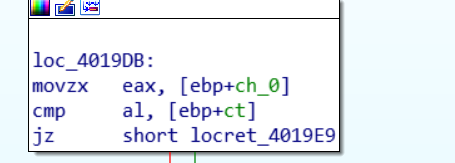 loc_4019DB:
movzx eax, [ebp+ch_0]
cmp al, [ebp+ct]
jz short locret_4019E9